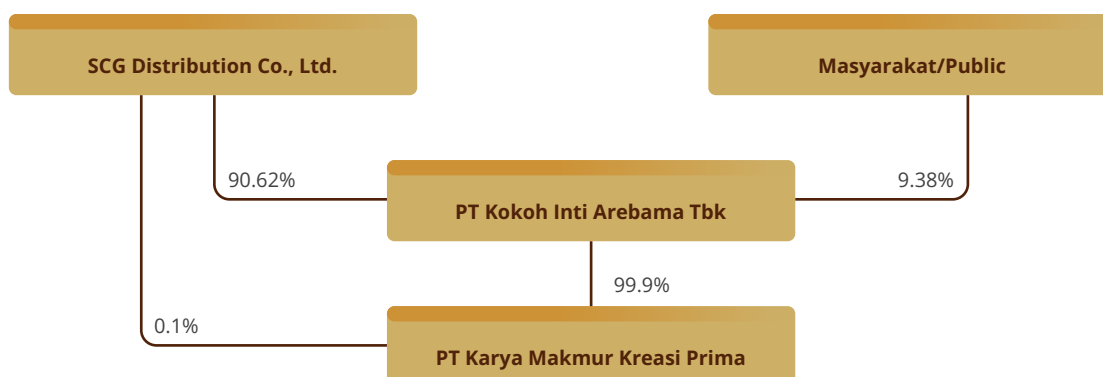 SCG Distribution Co., Ltd.
Masyarakat/Public
90.62%
9.38%
PT Kokoh Inti Arebama Tbk
99.9%
0.1%
PT Karya Makmur Kreasi Prima